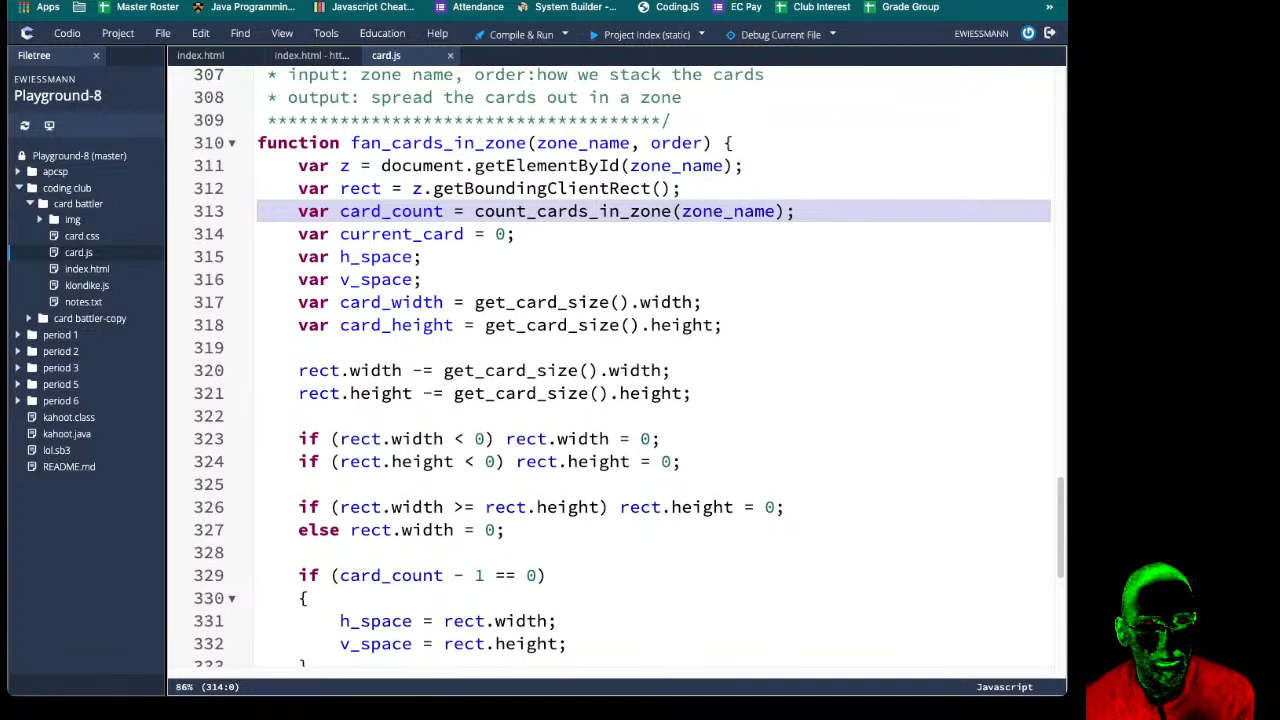 Apps Master Roster Java Programmin... Javascript Cheat... Attendance System Builder -... CodingJS EC Pay Club Interest Grade Group »
Codio Project File Edit Find View Tools Education Help Compile & Run Project Index (static) Debug Current File EWIESSMANN
Filetree × index.html index.html - htt... card.js ×
EWIESSMANN
Playground-8
Playground-8 (master)
apcsp
coding club
card battler
img
card.css
card.js
index.html
klondike.js
notes.txt
card battler-copy
period 1
period 2
period 3
period 5
period 6
kahoot.class
kahoot.java
lol.sb3
README.md
307 * input: zone name, order:how we stack the cards
308 * output: spread the cards out in a zone
309 **************************************/
310 function fan_cards_in_zone(zone_name, order) {
311 var z = document.getElementById(zone_name);
312 var rect = z.getBoundingClientRect();
313 var card_count = count_cards_in_zone(zone_name);
314 var current_card = 0;
315 var h_space;
316 var v_space;
317 var card_width = get_card_size().width;
318 var card_height = get_card_size().height;
319
320 rect.width -= get_card_size().width;
321 rect.height -= get_card_size().height;
322
323 if (rect.width < 0) rect.width = 0;
324 if (rect.height < 0) rect.height = 0;
325
326 if (rect.width >= rect.height) rect.height = 0;
327 else rect.width = 0;
328
329 if (card_count - 1 == 0)
330 {
331 h_space = rect.width;
332 v_space = rect.height;
333 }
86% (314:0) Javascript